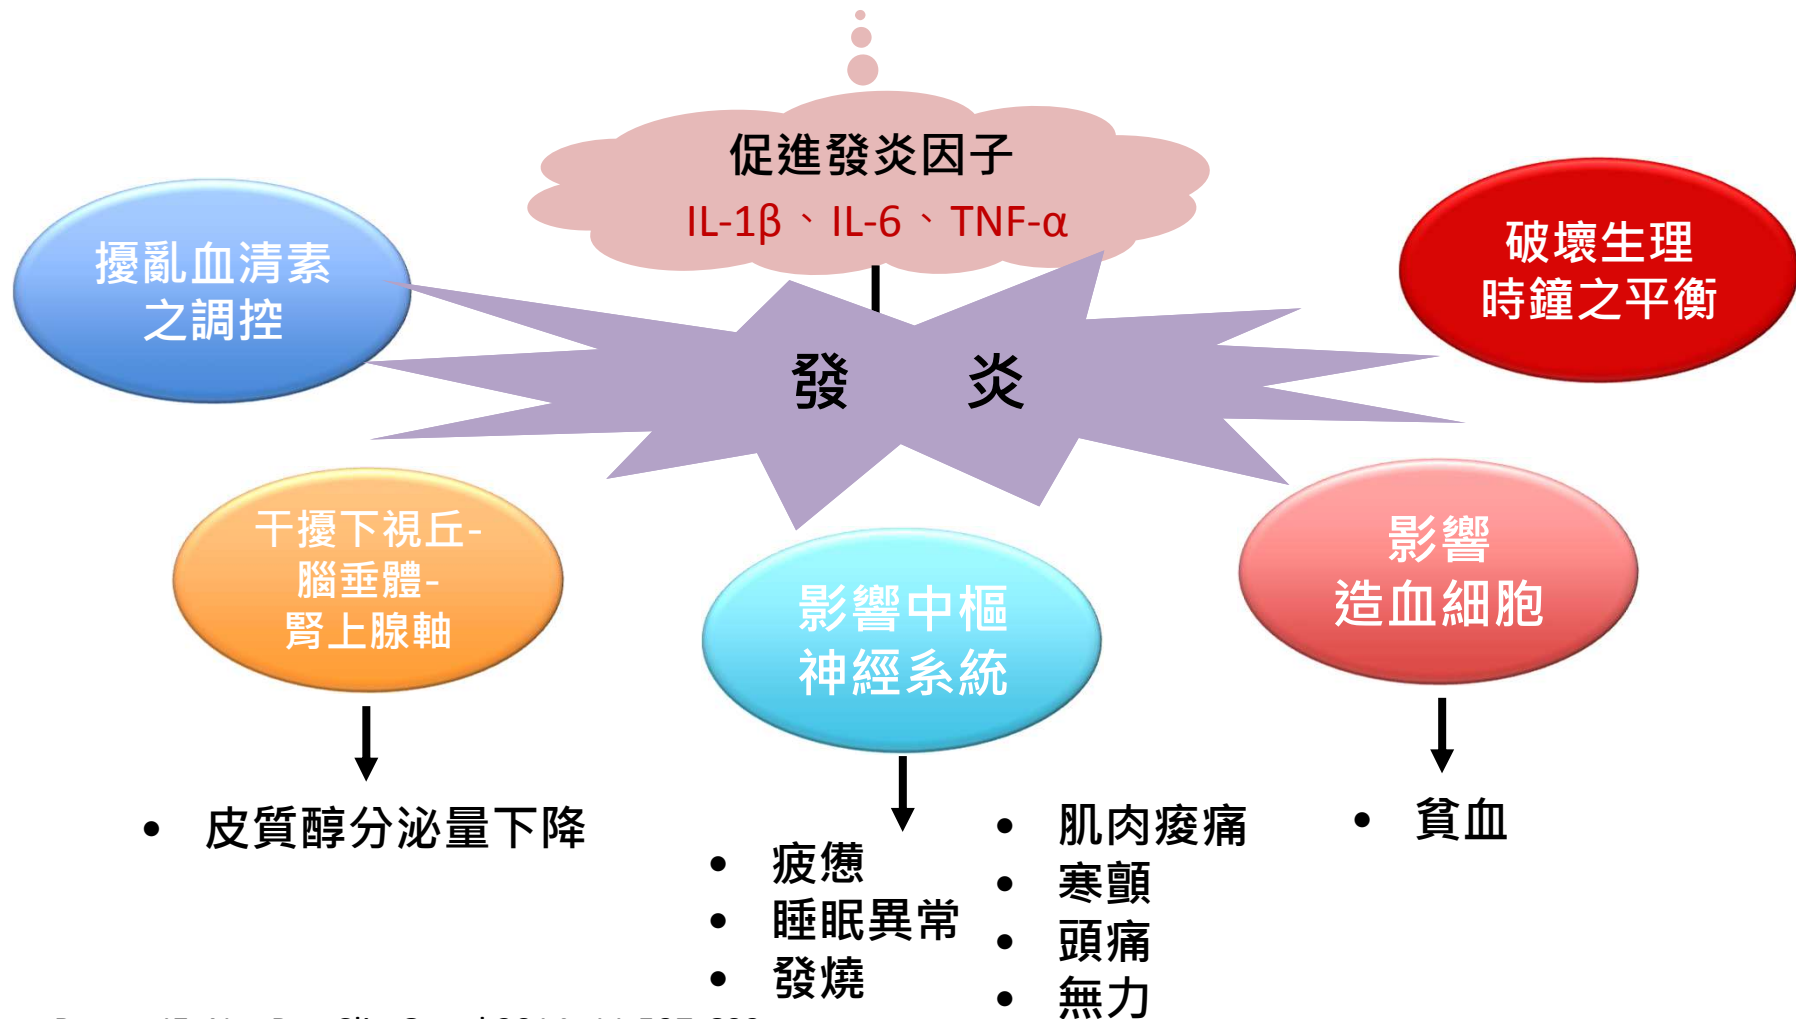 促進發炎因子
IL-1β、IL-6、TNF-α
擾亂血清素
之調控
破壞生理
時鐘之平衡
發 炎
干擾下視丘-
腦垂體-
腎上腺軸
影響中樞
神經系統
影響
造血細胞
• 皮質醇分泌量下降
• 疲憊
• 睡眠異常
• 發燒
• 肌肉痠痛
• 寒顫
• 頭痛
• 無力
• 貧血